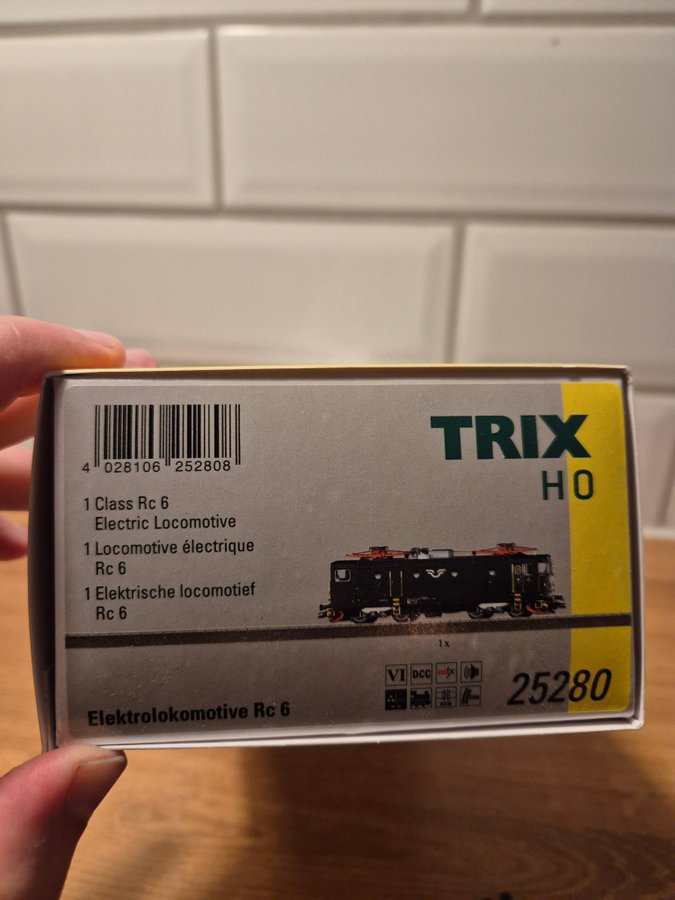 4 028106 252808
TRIX
H0
1 Class Rc 6
Electric Locomotive
1 Locomotive électrique
Rc 6
1 Elektrische locomotief
Rc 6
1x
VI DCC mfx
25280
Elektrolokomotive Rc 6